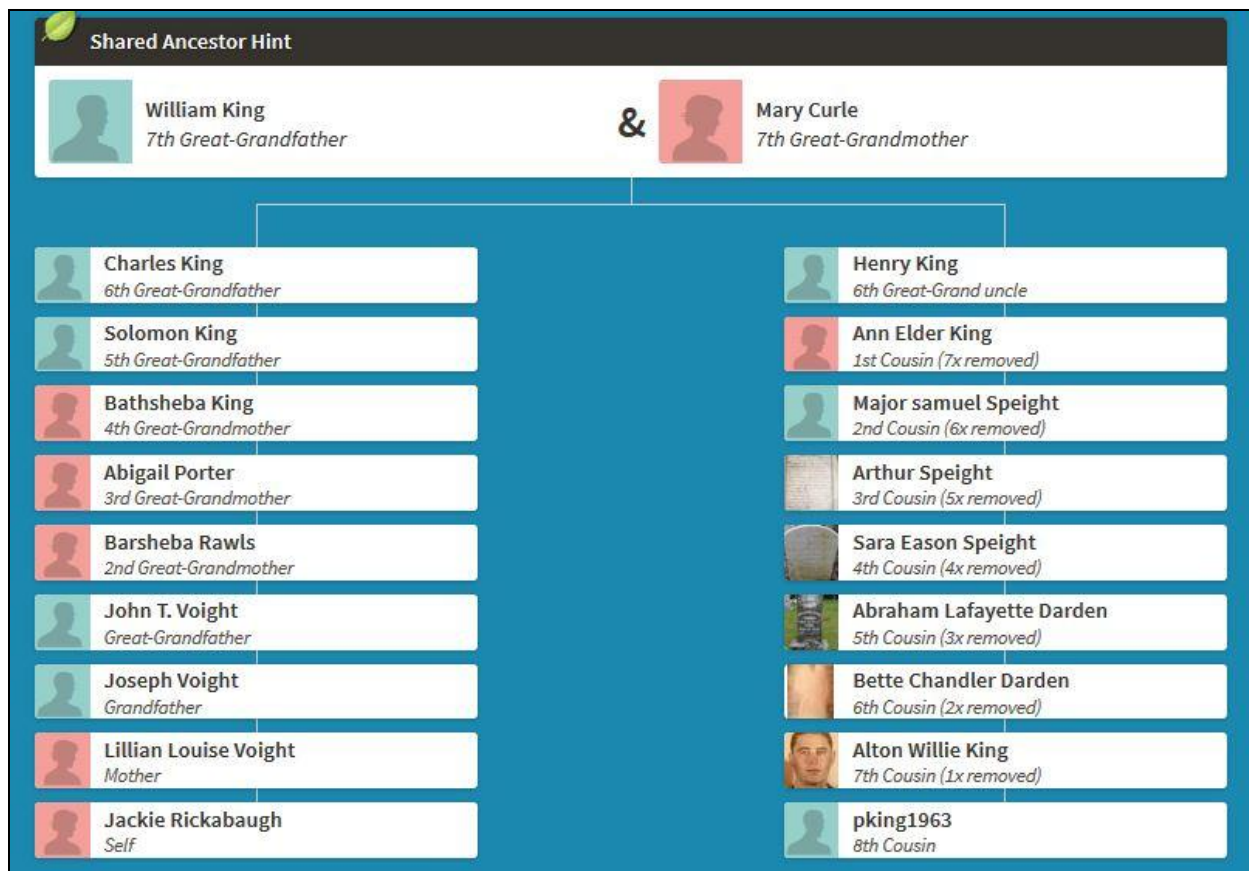 Shared Ancestor Hint
William King
7th Great-Grandfather
&
Mary Curle
7th Great-Grandmother
Charles King
6th Great-Grandfather
Solomon King
5th Great-Grandfather
Bathsheba King
4th Great-Grandmother
Abigail Porter
3rd Great-Grandmother
Barsheba Rawls
2nd Great-Grandmother
John T. Voight
Great-Grandfather
Joseph Voight
Grandfather
Lillian Louise Voight
Mother
Jackie Rickabaugh
Self
Henry King
6th Great-Grand uncle
Ann Elder King
1st Cousin (7x removed)
Major samuel Speight
2nd Cousin (6x removed)
Arthur Speight
3rd Cousin (5x removed)
Sara Eason Speight
4th Cousin (4x removed)
Abraham Lafayette Darden
5th Cousin (3x removed)
Bette Chandler Darden
6th Cousin (2x removed)
Alton Willie King
7th Cousin (1x removed)
pking1963
8th Cousin